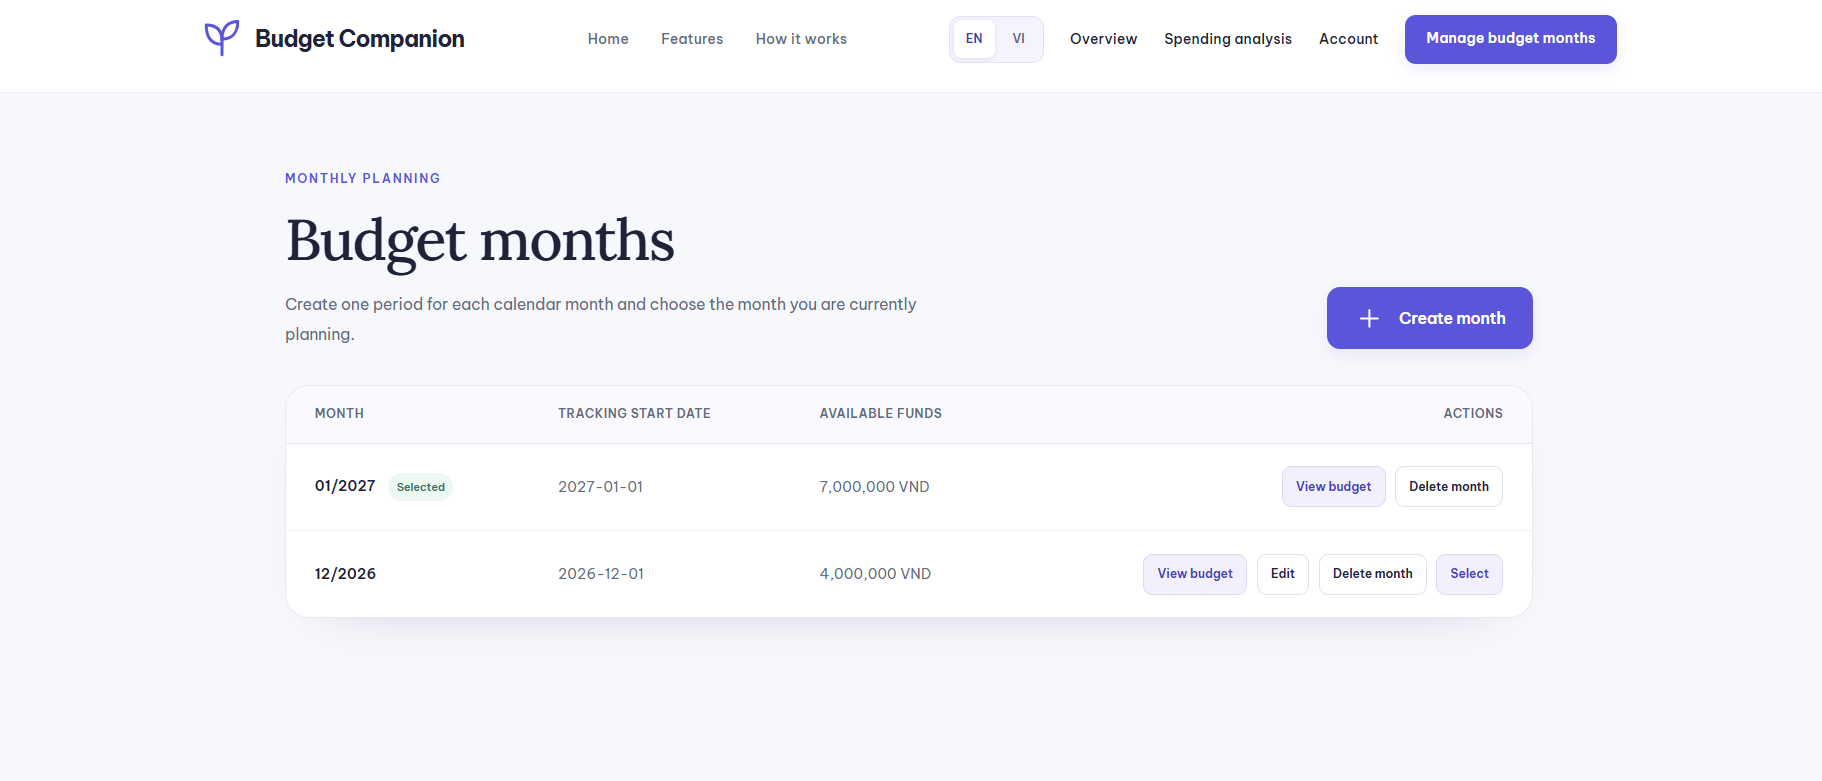 Budget Companion
Home Features How it works
EN VI
Overview Spending analysis Account
Manage budget months
MONTHLY PLANNING
Budget months
Create one period for each calendar month and choose the month you are currently
planning.
Create month
MONTH TRACKING START DATE AVAILABLE FUNDS ACTIONS
01/2027 Selected 2027-01-01 7,000,000 VND View budget Delete month
12/2026 2026-12-01 4,000,000 VND View budget Edit Delete month Select